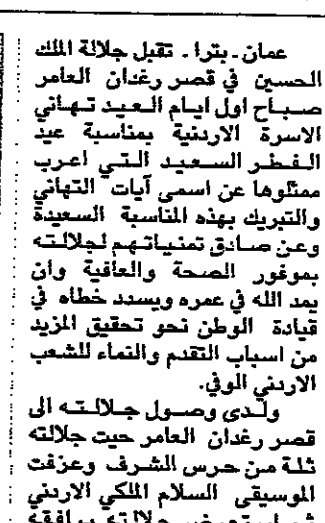 عمان ـ بترا ـ تقبل جلالة الملك
الحسين في قصر رغدان العامر
صباح اول ايام العيد تهاني
الاسرة الاردنية بمناسبة عيد
الفطر السعيد التي اعرب
ممثلوها عن اسمى آيات التهاني
والتبريك بهذه المناسبة السعيدة
وعن صادق تمنياتهم لجلالته
بموفور الصحة والعافية وان
يمد الله في عمره ويسدد خطاه في
قيادة الوطن نحو تحقيق المزيد
من اسباب التقدم والنماء للشعب
الاردني الوفي.
ولدى وصول جلالته الى
قصر رغدان العامر حيت جلالته
ثلة من حرس الشرف وعزفت
الموسيقى السلام الملكي الاردني
جلالته